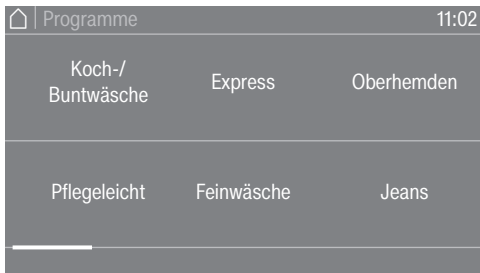 Programme 11:02
Koch-/
Buntwäsche
Express
Oberhemden
Pflegeleicht
Feinwäsche
Jeans